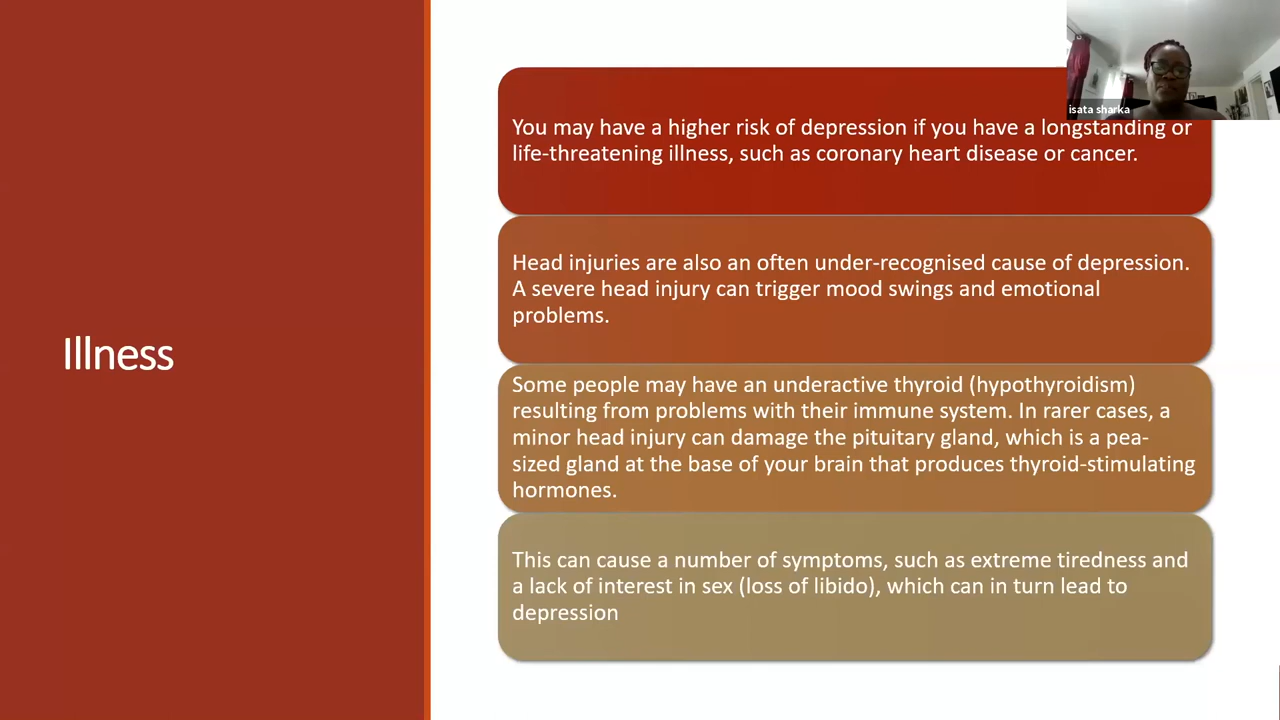 isata sharka
You may have a higher risk of depression if you have a longstanding or
life-threatening illness, such as coronary heart disease or cancer.
Head injuries are also an often under-recognised cause of depression.
A severe head injury can trigger mood swings and emotional
problems.
Illness
Some people may have an underactive thyroid (hypothyroidism)
resulting from problems with their immune system. In rarer cases, a
minor head injury can damage the pituitary gland, which is a pea-
sized gland at the base of your brain that produces thyroid-stimulating
hormones.
This can cause a number of symptoms, such as extreme tiredness and
a lack of interest in sex (loss of libido), which can in turn lead to
depression